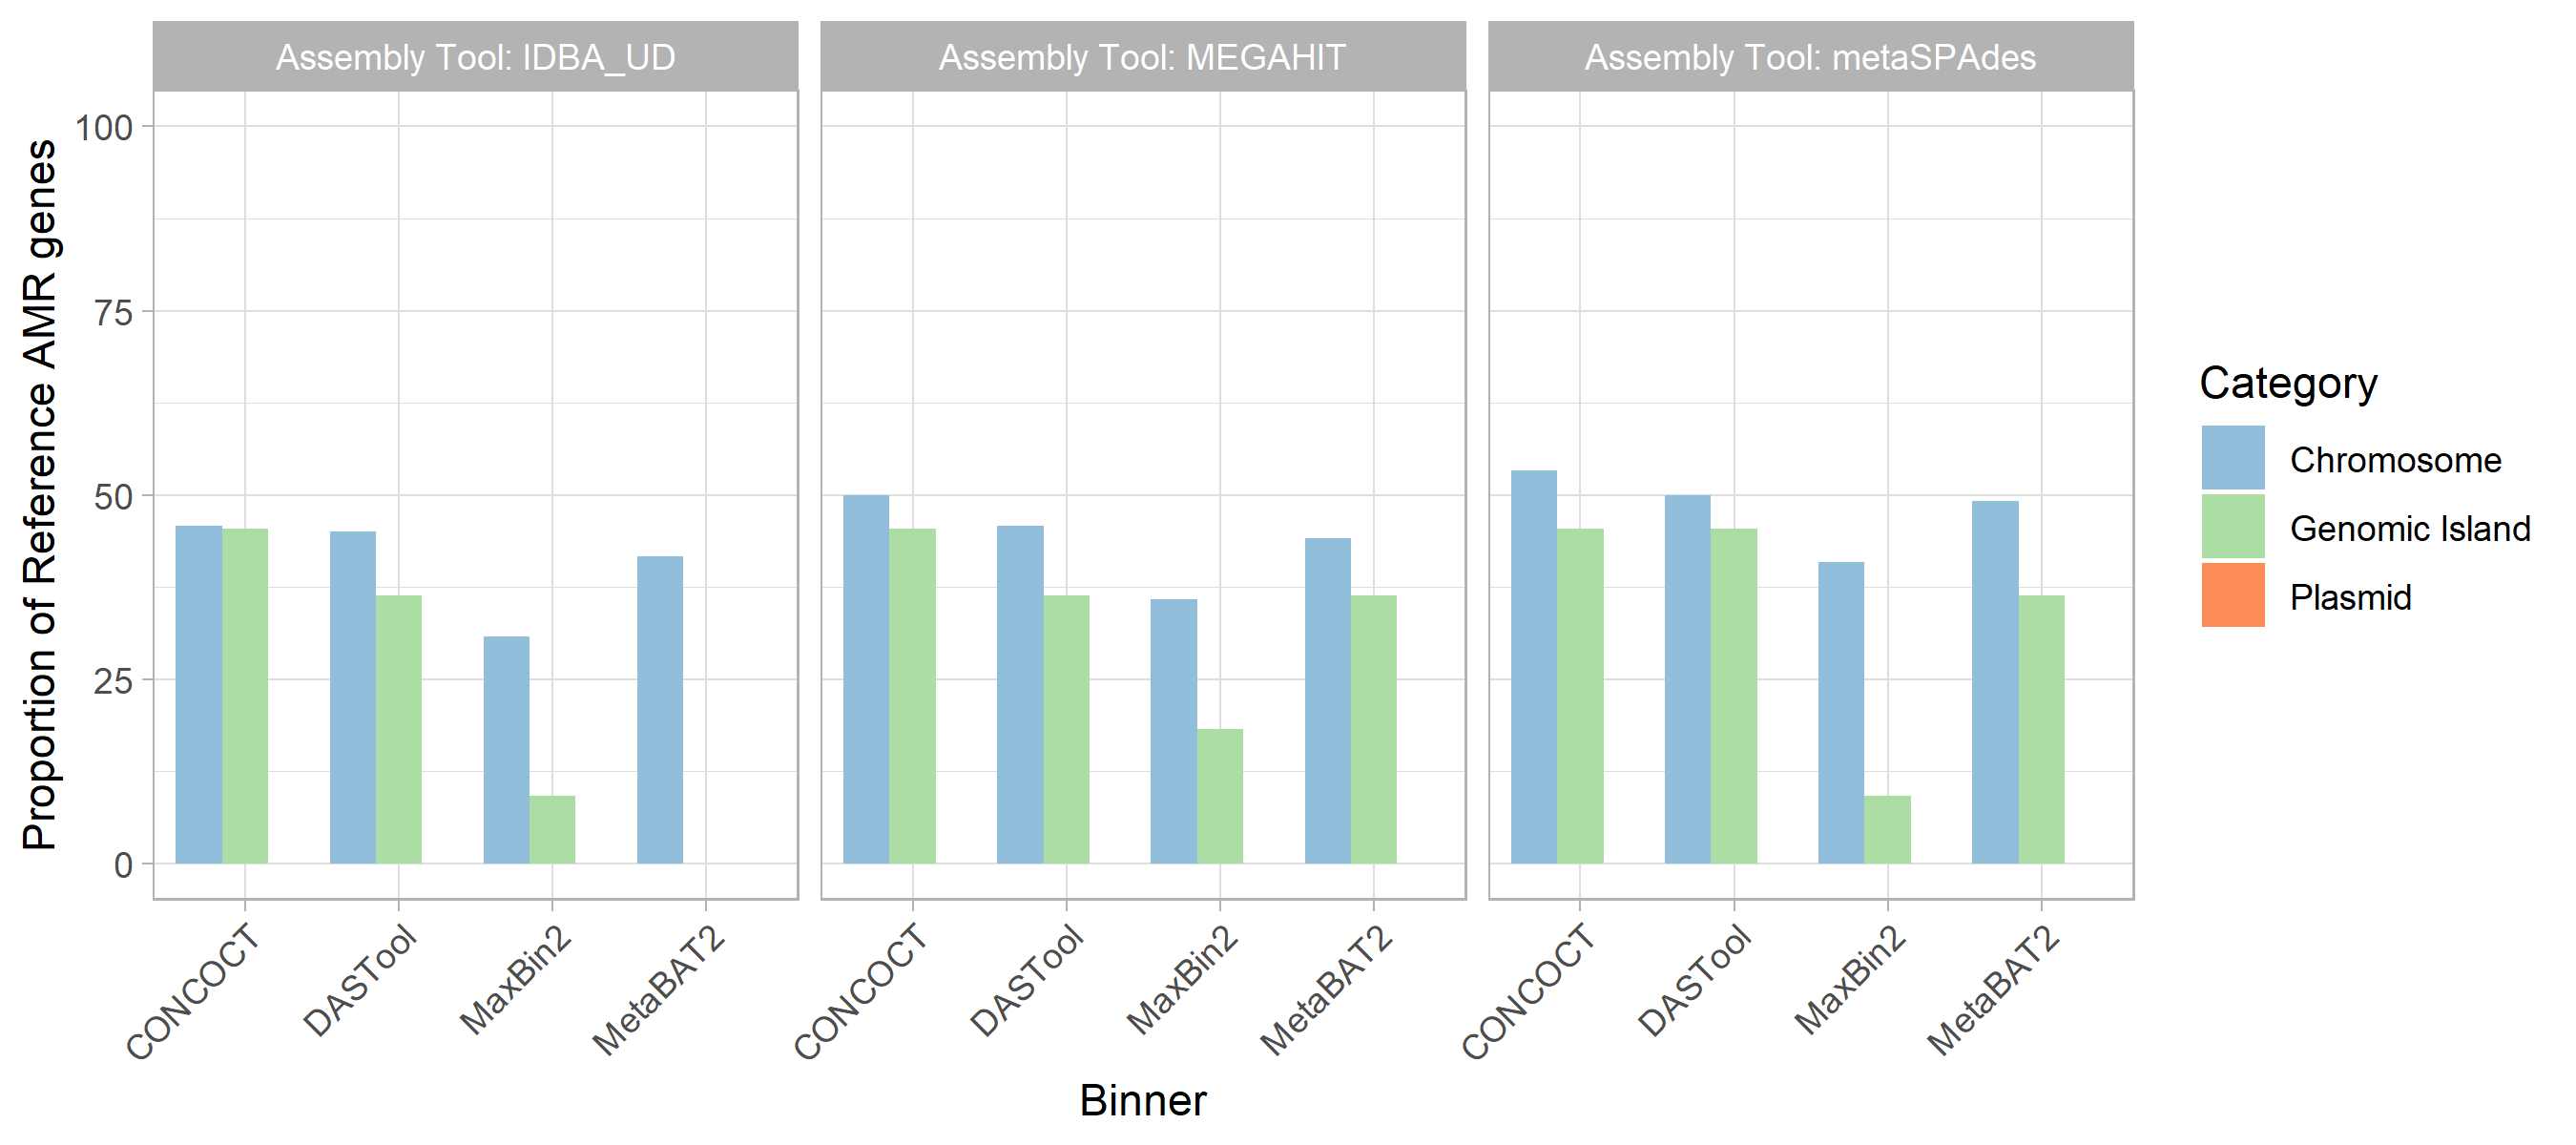 Assembly Tool: IDBA_UD
Assembly Tool: MEGAHIT
Assembly Tool: metaSPAdes
Proportion of Reference AMR genes
100
75
50
25
0
CONCOCT
DASTool
MaxBin2
MetaBAT2
CONCOCT
DASTool
MaxBin2
MetaBAT2
CONCOCT
DASTool
MaxBin2
MetaBAT2
Binner
Category
Chromosome
Genomic Island
Plasmid